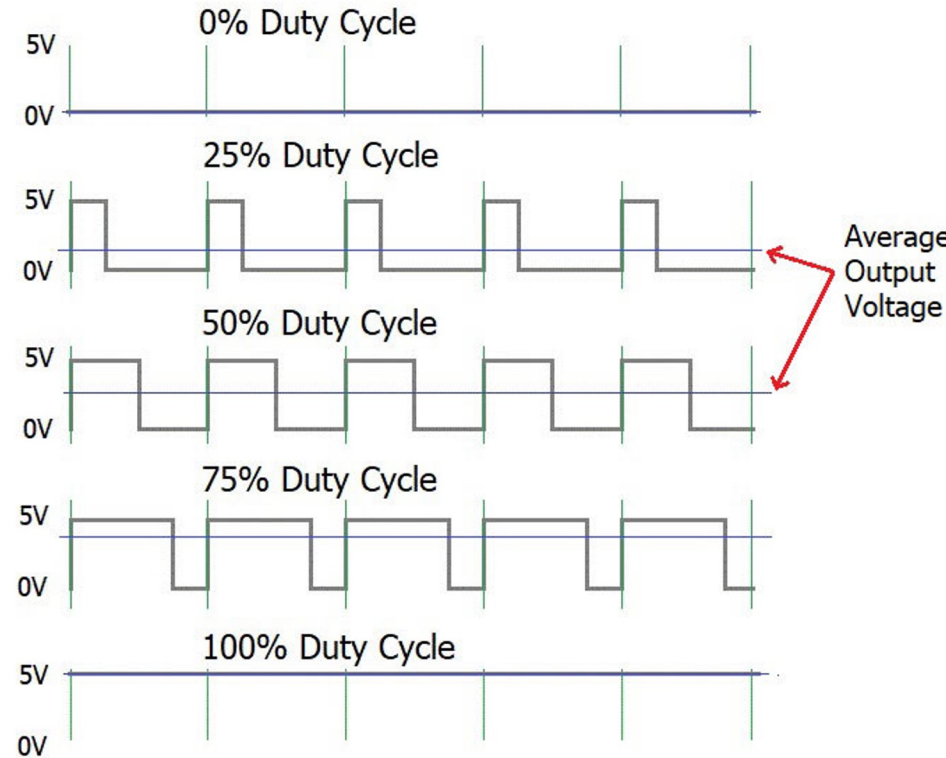 0% Duty Cycle
5V
0V
25% Duty Cycle
5V
0V
Average
Output
Voltage
50% Duty Cycle
5V
0V
75% Duty Cycle
5V
0V
100% Duty Cycle
5V
0V